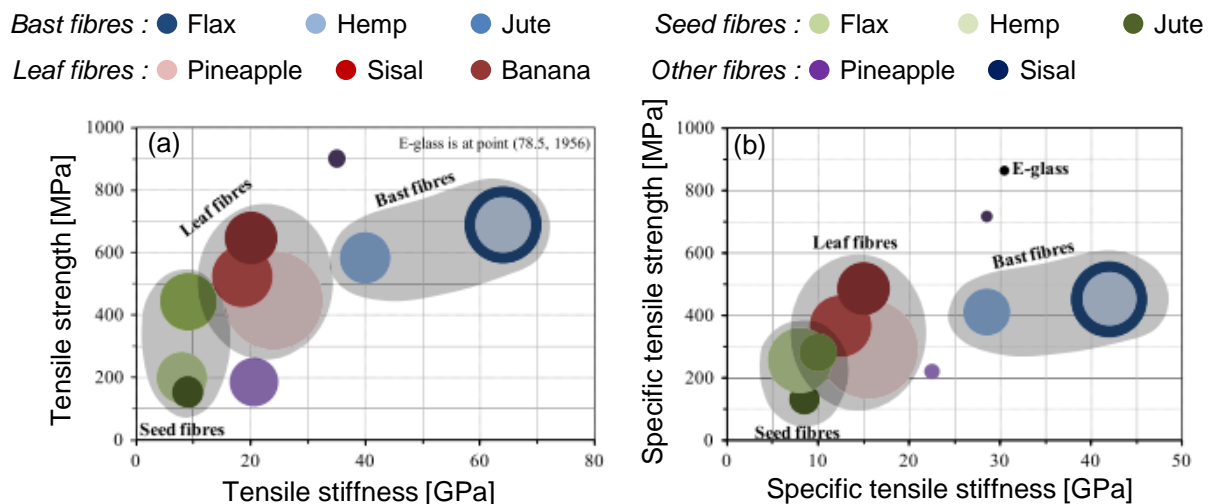 Bast fibres : Flax Hemp Jute
Seed fibres : Flax Hemp Jute
Leaf fibres : Pineapple Sisal Banana
Other fibres : Pineapple Sisal
(a)
E-glass is at point (78.5, 1956)
Tensile strength [MPa]
1000
800
600
400
200
0
Leaf fibres
Bast fibres
Seed fibres
0 20 40 60 80
Tensile stiffness [GPa]
(b)
Specific tensile strength [MPa]
1000
800
600
400
200
0
E-glass
Leaf fibres
Bast fibres
Seed fibres
0 10 20 30 40 50
Specific tensile stiffness [GPa]